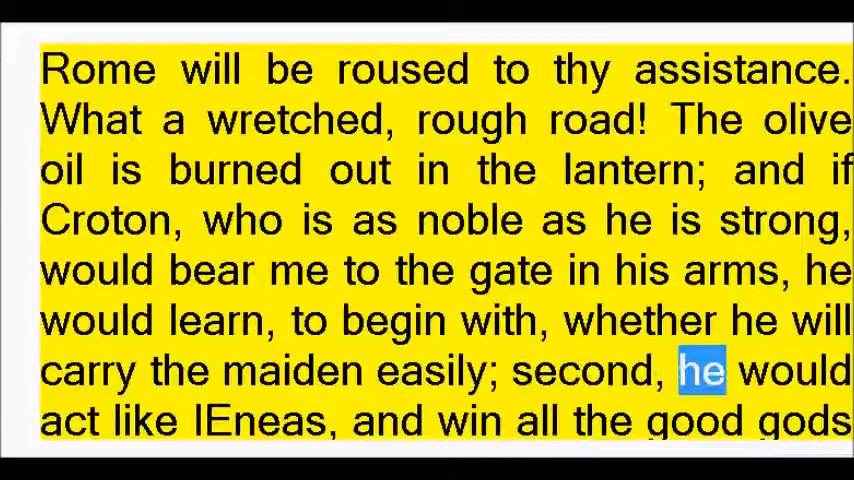 Rome will be roused to thy assistance.
What a wretched, rough road! The olive
oil is burned out in the lantern; and if
Croton, who is as noble as he is strong,
would bear me to the gate in his arms, he
would learn, to begin with, whether he will
carry the maiden easily; second, he would
act like IEneas, and win all the good gods